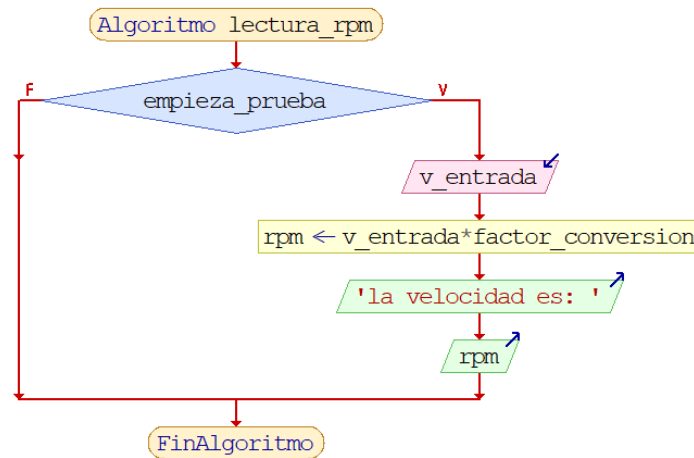 Algoritmo lectura_rpm
F
V
empieza_prueba
v_entrada
rpm ← v_entrada*factor_conversion
'la velocidad es: '
rpm
FinAlgoritmo